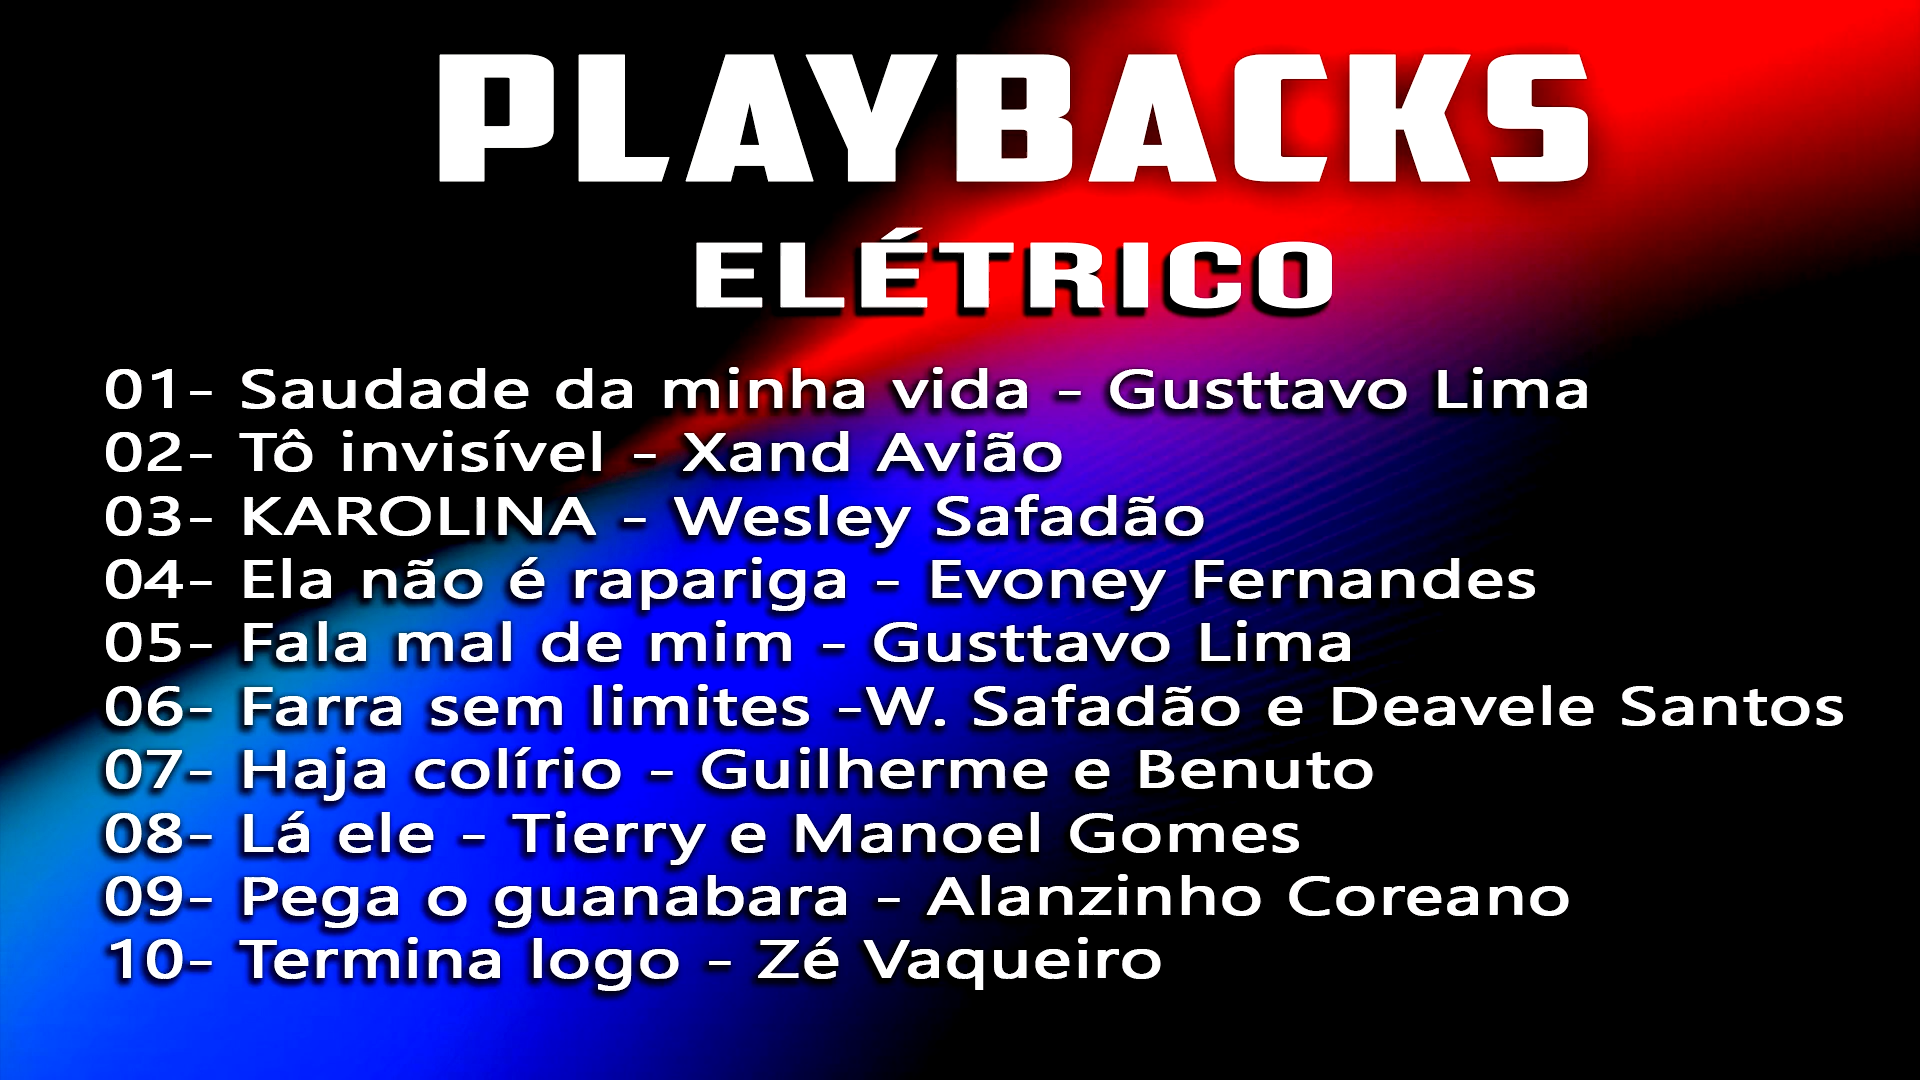 PLAYBACKS
ELÉTRICO
01- Saudade da minha vida - Gusttavo Lima
02- Tô invisível - Xand Avião
03- KAROLINA - Wesley Safadão
04- Ela não é rapariga - Evoney Fernandes
05- Fala mal de mim - Gusttavo Lima
06- Farra sem limites -W. Safadão e Deavele Santos
07- Haja colírio - Guilherme e Benuto
08- Lá ele - Tierry e Manoel Gomes
09- Pega o guanabara - Alanzinho Coreano
10- Termina logo - Zé Vaqueiro